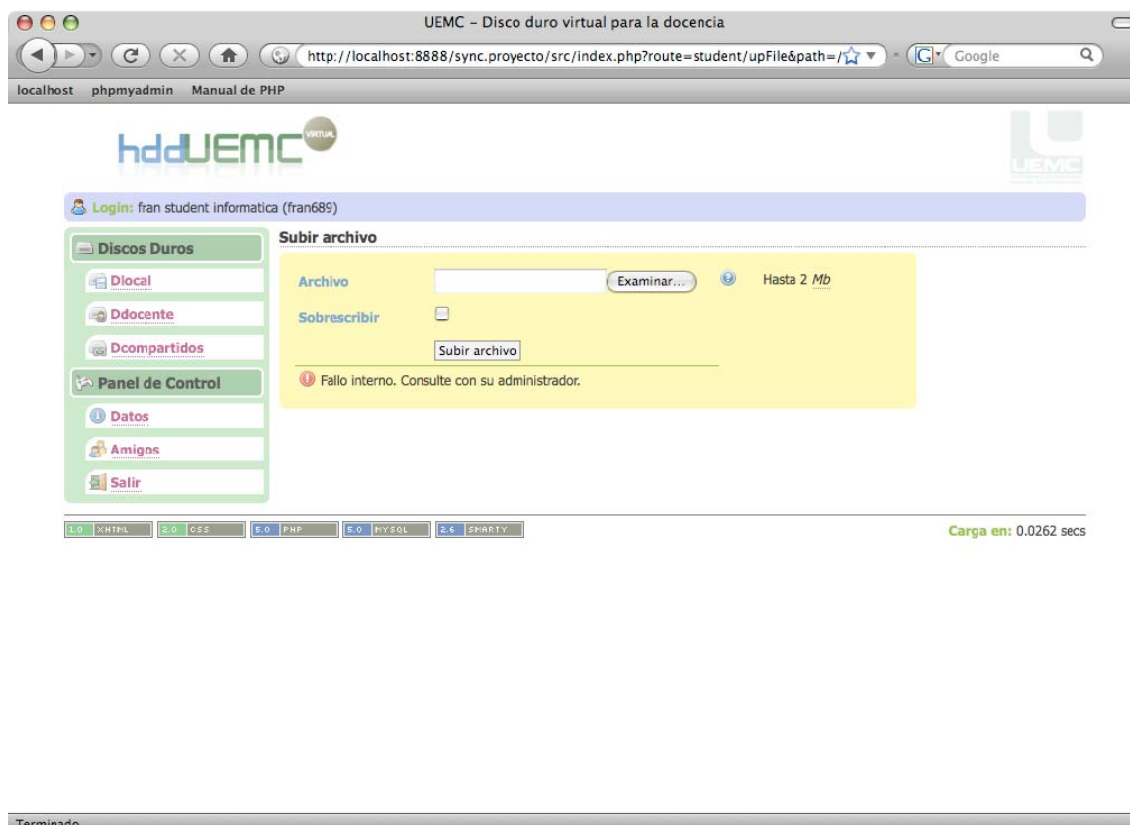 UEMC – Disco duro virtual para la docencia
http://localhost:8888/sync.proyecto/src/index.php?route=student/upFile&path=/
G Google
localhost phpmyadmin Manual de PHP
hddUEMC VIRTUAL
UEMC
Login: fran student informatica (fran689)
Discos Duros
Dlocal
Ddocente
Dcompartidos
Panel de Control
Datos
Amigos
Salir
Subir archivo
Archivo Examinar... Hasta 2 Mb
Sobrescribir
Subir archivo
Fallo interno. Consulte con su administrador.
1.0 XHTML 2.0 CSS 5.0 PHP 5.0 MYSQL 2.6 SMARTY
Carga en: 0.0262 secs
Terminado